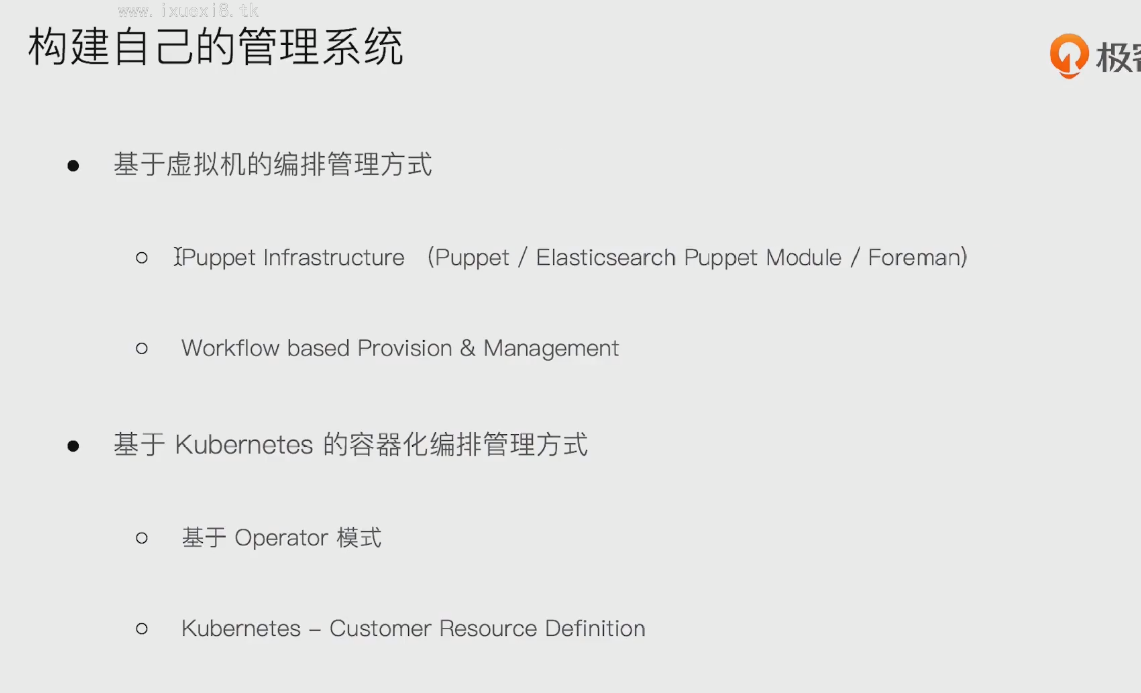 www.ixuexi8.tk
构建自己的管理系统
极客
基于虚拟机的编排管理方式
Puppet Infrastructure （Puppet / Elasticsearch Puppet Module / Foreman)
Workflow based Provision & Management
基于 Kubernetes 的容器化编排管理方式
基于 Operator 模式
Kubernetes – Customer Resource Definition